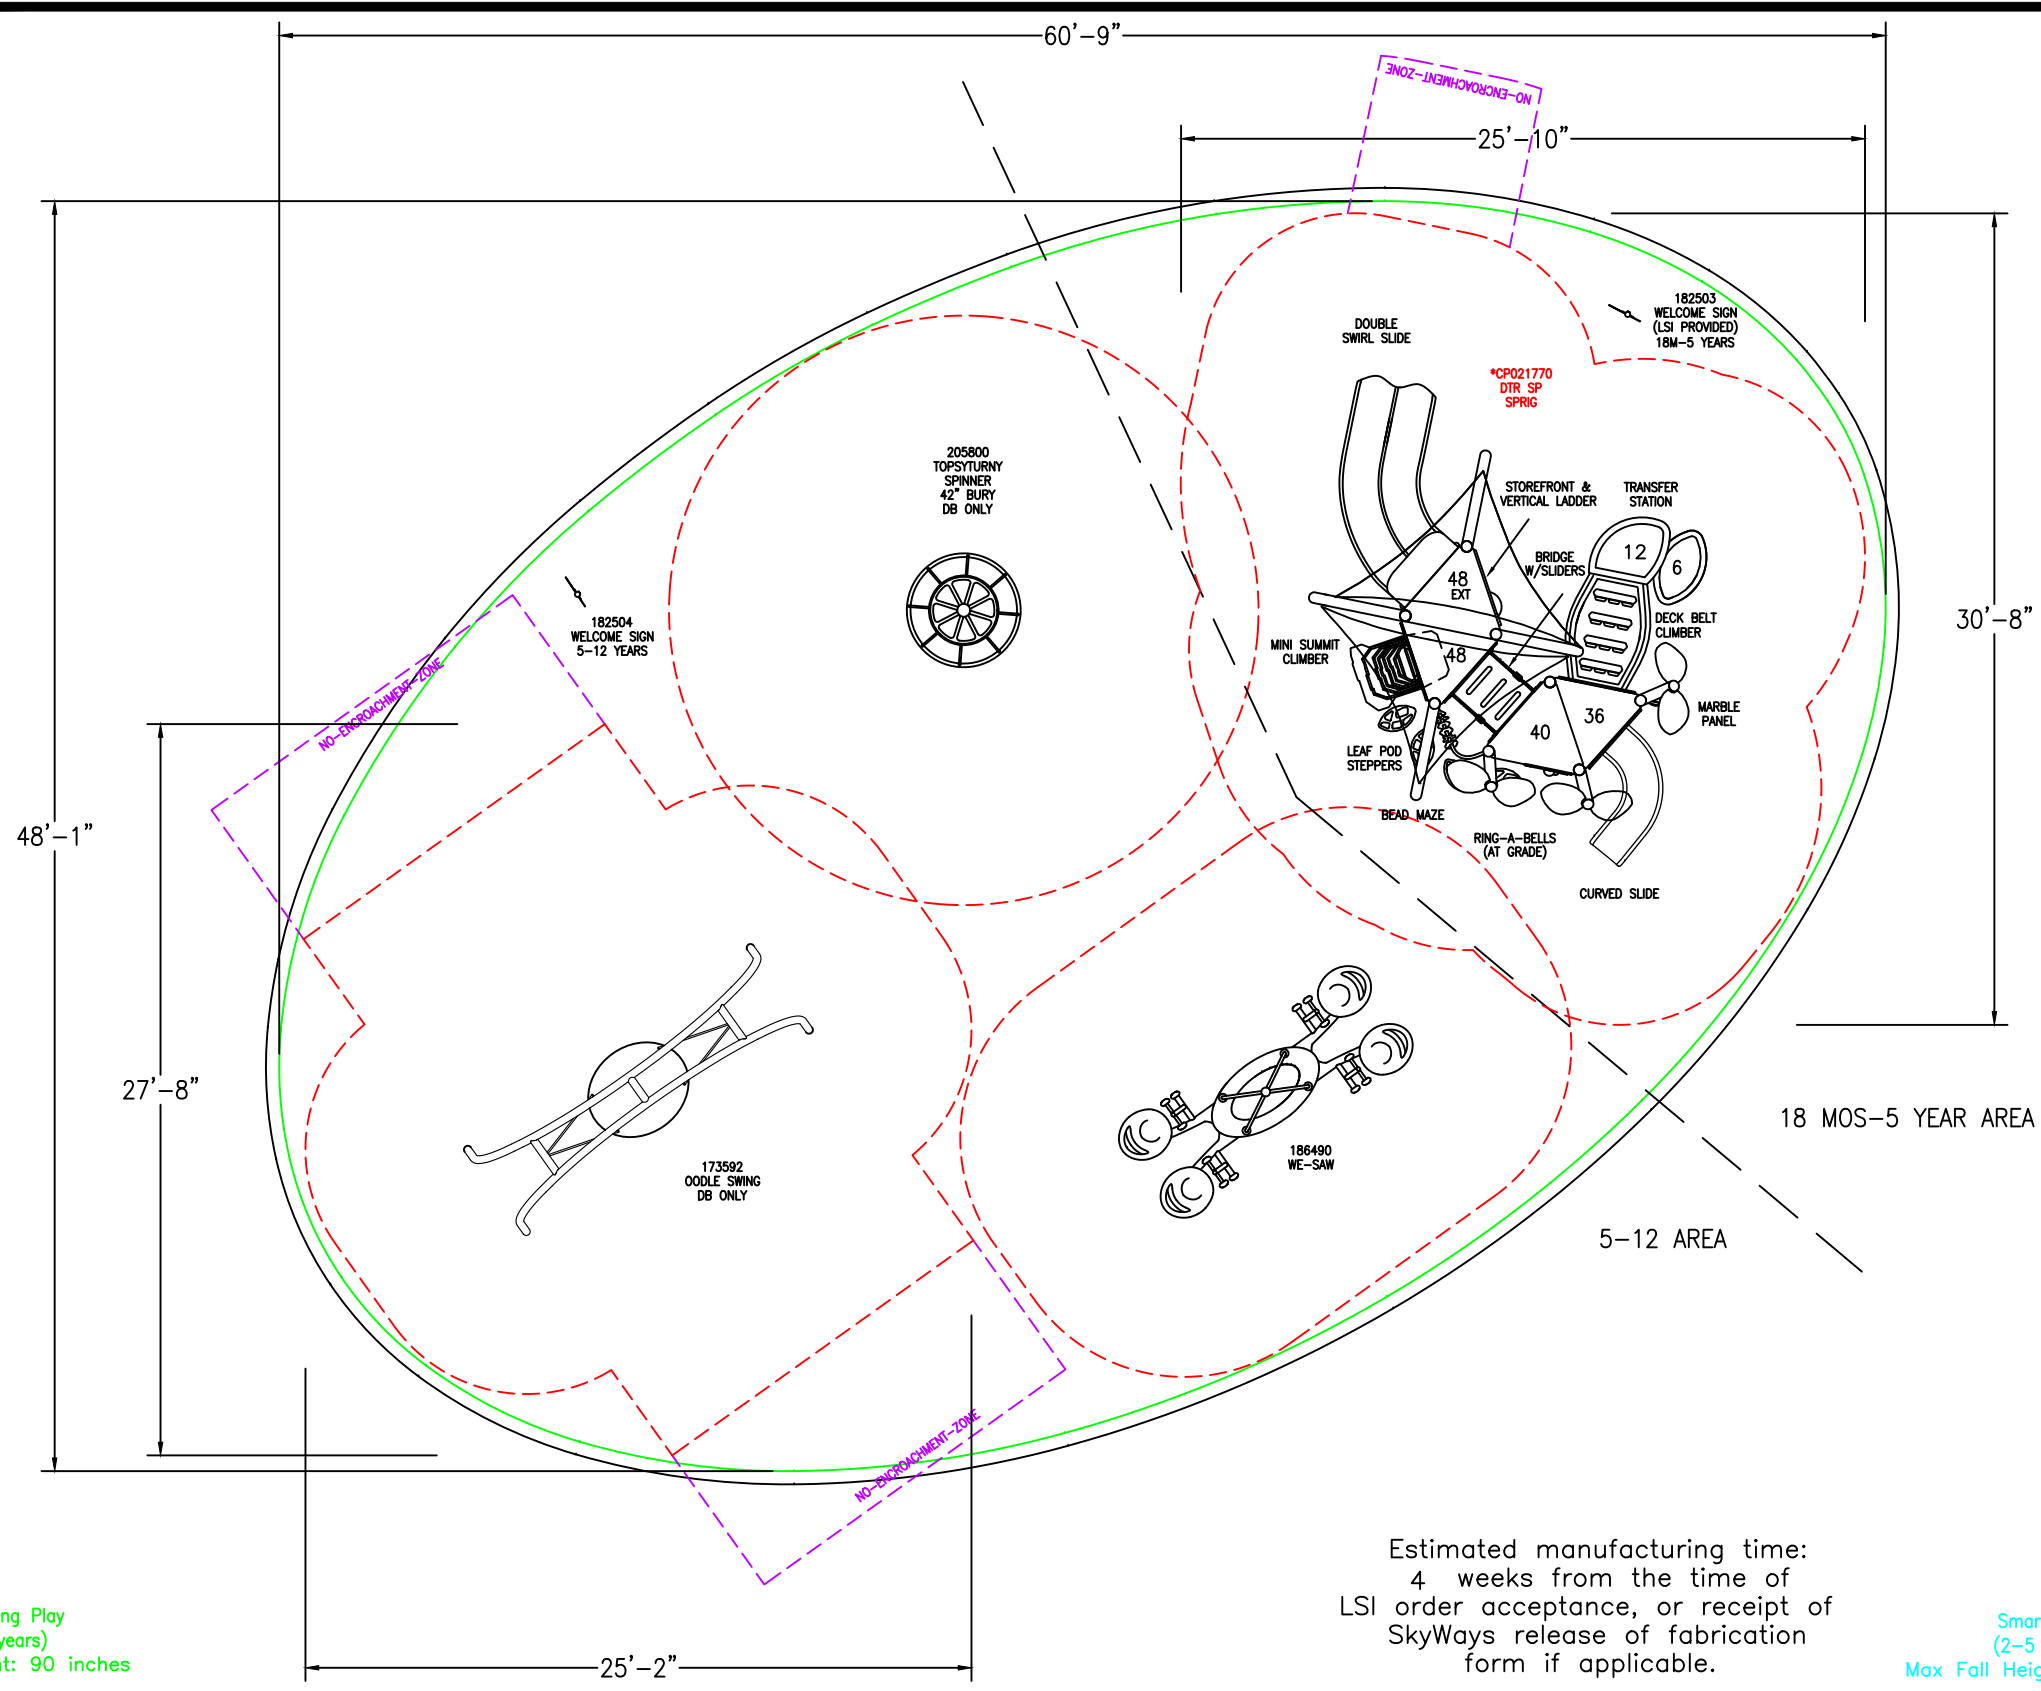 60'-9"
NO-ENCROACHMENT-ZONE
25'-10"
182503
WELCOME SIGN
(LSI PROVIDED)
18M-5 YEARS
DOUBLE
SWIRL SLIDE
*CP021770
DTR SP
SPRIG
205800
TOPSYTURNY
SPINNER
42" BURY
DB ONLY
STOREFRONT &
VERTICAL LADDER
TRANSFER
STATION
12
6
BRIDGE
W/SLIDERS
48
EXT
48
DECK BELT
CLIMBER
MINI SUMMIT
CLIMBER
182504
WELCOME SIGN
5-12 YEARS
30'-8"
NO-ENCROACHMENT-ZONE
36
40
MARBLE
PANEL
LEAF POD
STEPPERS
BEAD MAZE
RING-A-BELLS
(AT GRADE)
CURVED SLIDE
48'-1"
27'-8"
18 MOS-5 YEAR AREA
5-12 AREA
186490
WE-SAW
173592
OODLE SWING
DB ONLY
NO-ENCROACHMENT-ZONE
Estimated manufacturing time:
4 weeks from the time of
LSI order acceptance, or receipt of
SkyWays release of fabrication
form if applicable.
25'-2"
ng Play
years)
t: 90 inches
Smar
(2-5
Max Fall Heig